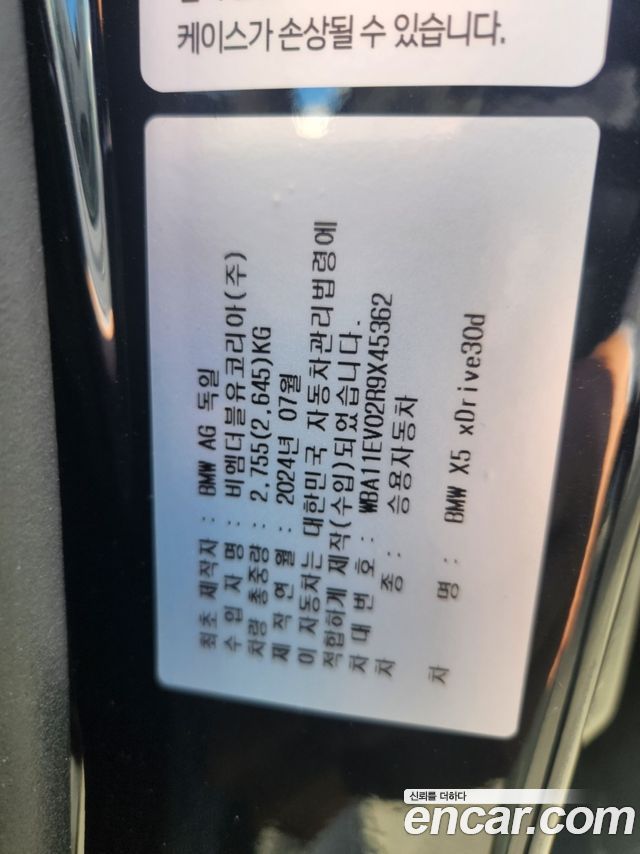 케이스가 손상될 수 있습니다.
최초 제작자 : BMW AG 독일
수 입 자 명 : 비엠더블유코리아(주)
차량 총중량 : 2,755(2,645)KG
제 작 연 월 : 2024년 07월
이 자동차는 대한민국 자동차관리법령에
적합하게 제작(수입)되었습니다.
차 대 번 호 : WBA11EV02R9X45362
차 종 : 승용자동차
차 명 : BMW X5 xDrive30d
신뢰를 더하다
encar.com